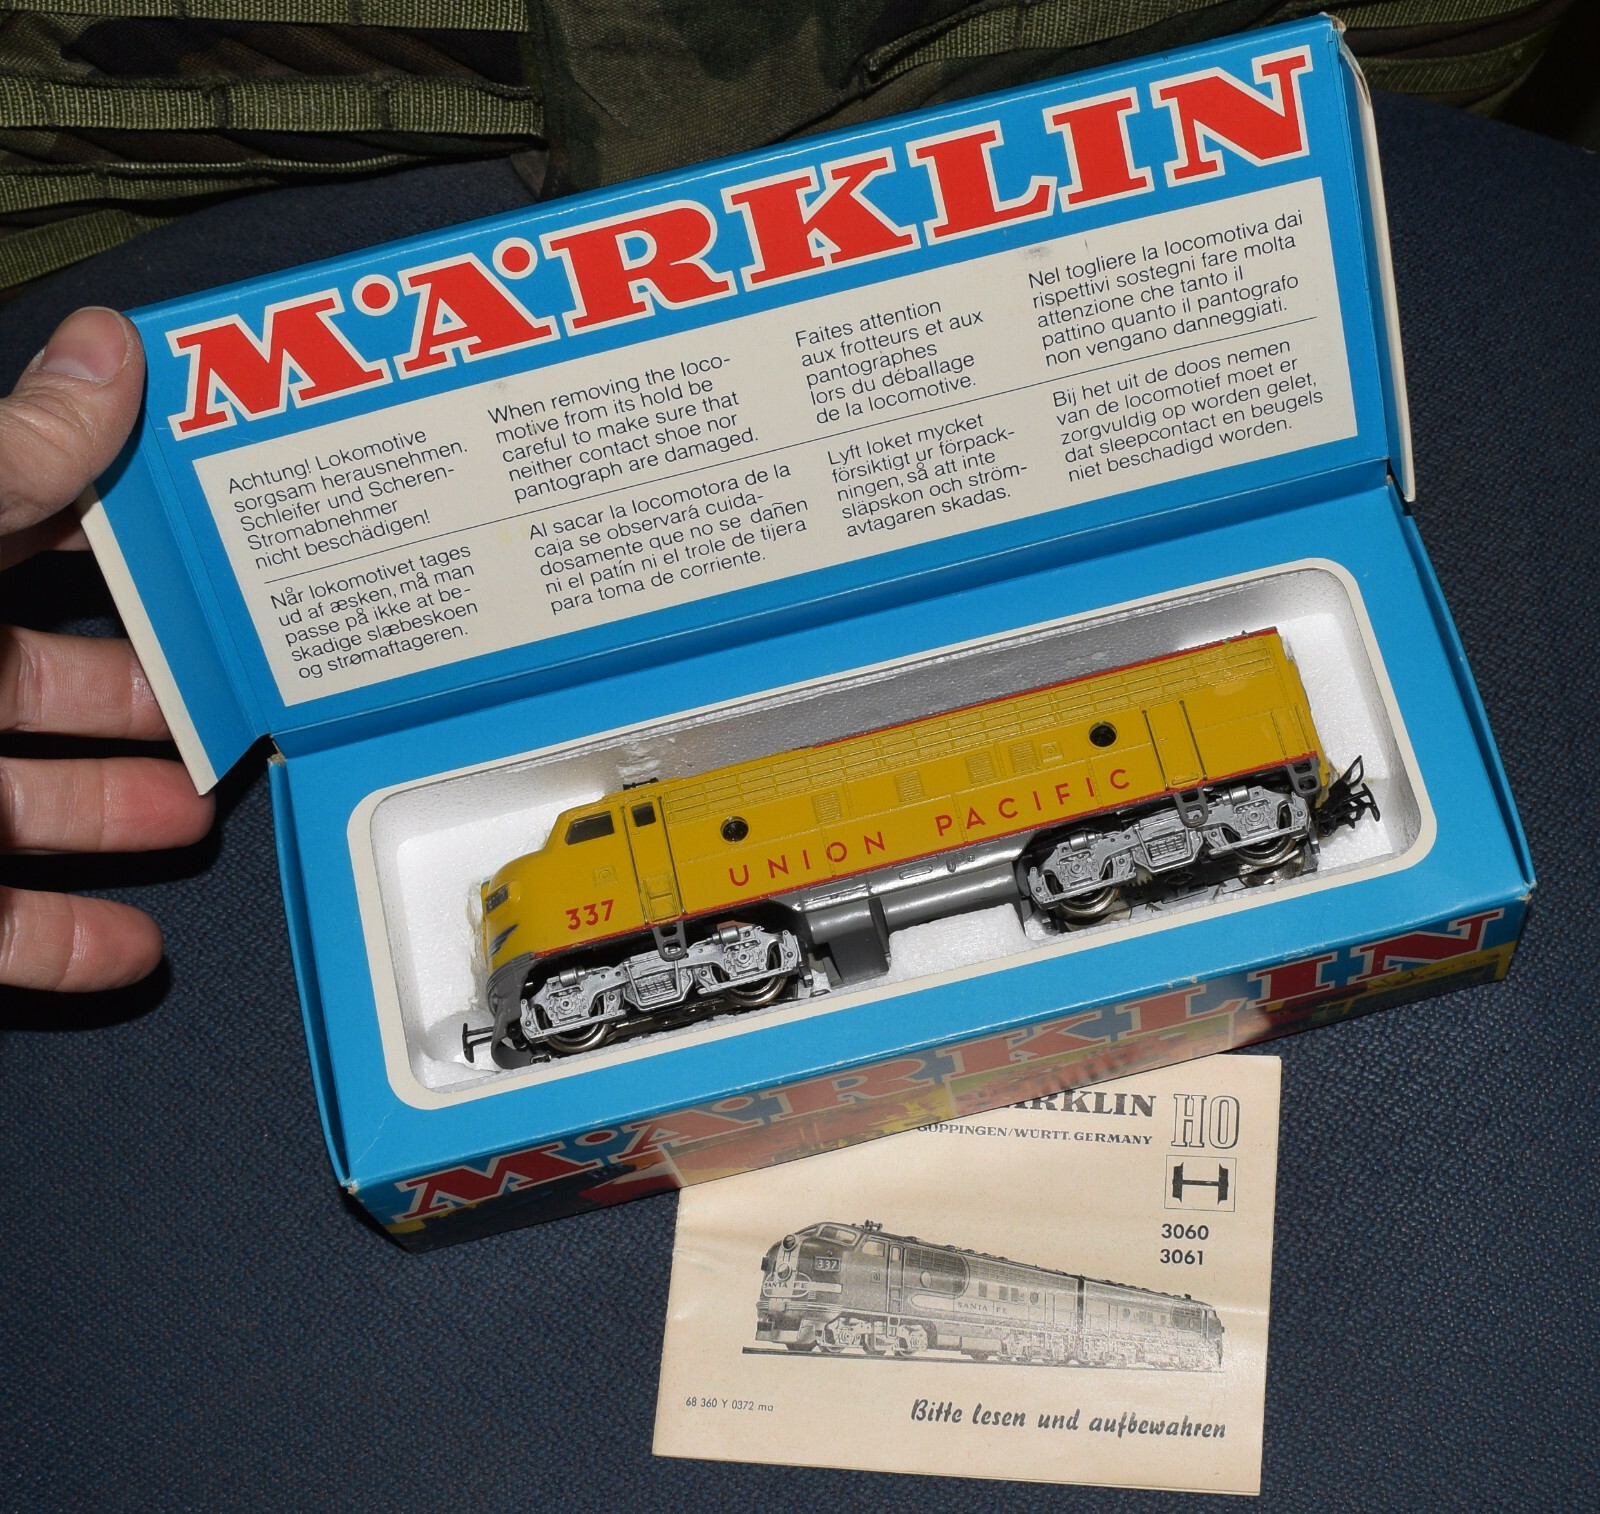 MÄRKLIN
Achtung! Lokomotive
sorgsam herausnehmen.
Schleifer und Scheren-
Stromabnehmer
nicht beschädigen!
When removing the loco-
motive from its hold be
careful to make sure that
neither contact shoe nor
pantograph are damaged.
Faites attention
aux frotteurs et aux
pantographes
lors du déballage
de la locomotive.
Nel togliere la locomotiva dai
rispettivi sostegni fare molta
attenzione che tanto il
pattino quanto il pantografo
non vengano danneggiati.
Når lokomotivet tages
ud af æsken, må man
passe på ikke at be-
skadige slæbeskoen
og strømaftageren.
Al sacar la locomotora de la
caja se observará cuida-
dosamente que no se dañen
ni el patín ni el trole de tijera
para toma de corriente.
Lyft loket mycket
försiktigt ur förpack-
ningen, så att inte
släpskon och ström-
avtagaren skadas.
Bij het uit de doos nemen
van de locomotief moet er
zorgvuldig op worden gelet,
dat sleepcontact en beugels
niet beschadigd worden.
UNION PACIFIC
337
MÄRKLIN
ÄRKLIN HO
GÖPPINGEN/WÜRTT. GERMANY
3060
3061
337
SANTA FE
SANTA FE
68 360 Y 0372 ma
Bitte lesen und aufbewahren